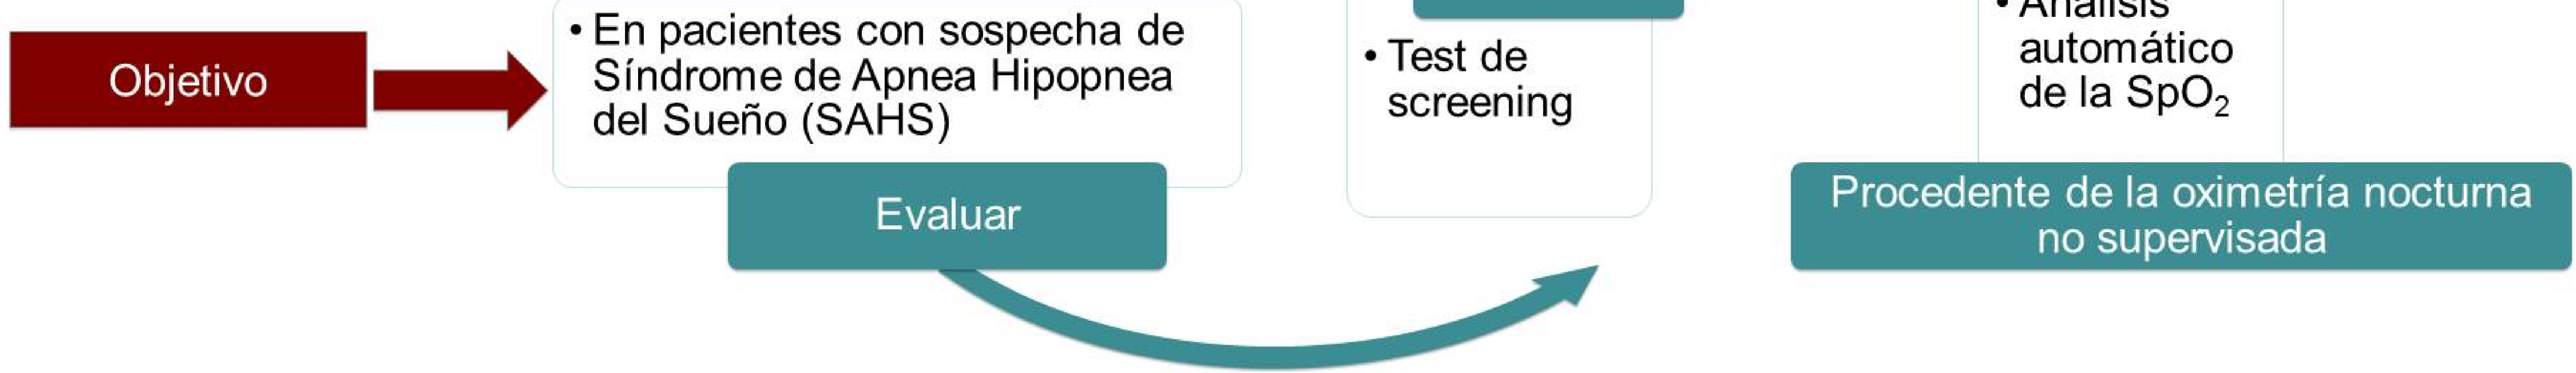 Objetivo
• En pacientes con sospecha de
Síndrome de Apnea Hipopnea
del Sueño (SAHS)
Evaluar
• Test de
screening
• Análisis
automático
de la SpO₂
Procedente de la oximetría nocturna
no supervisada